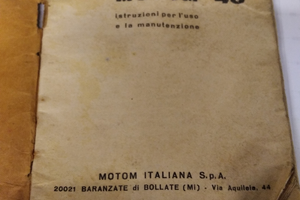 istruzioni per l'uso
e la manutenzione
MOTOM ITALIANA S.p.A.
20021 BARANZATE di BOLLATE (MI) - Via Aquileia, 44